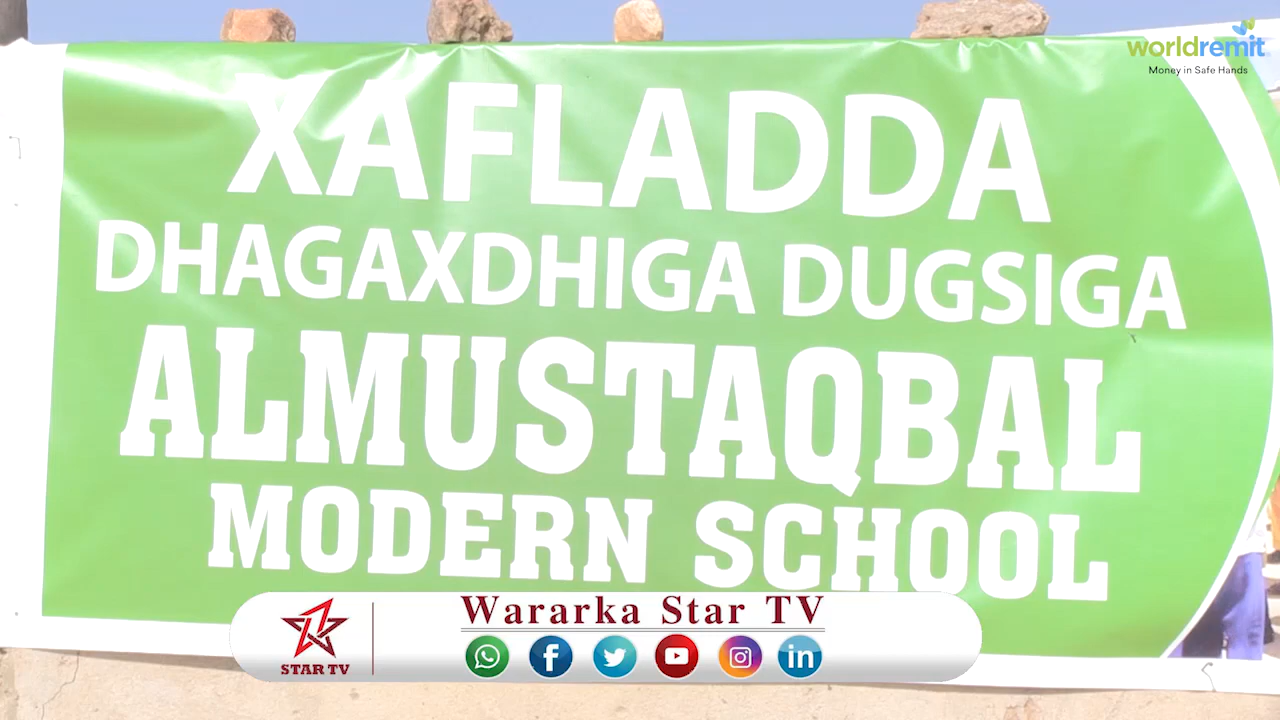 worldremit
Money in Safe Hands
XAFLADDA
DHAGAXDHIGA DUGSIGA
ALMUSTAQBAL
MODERN SCHOOL
Wararka Star TV
STAR TV